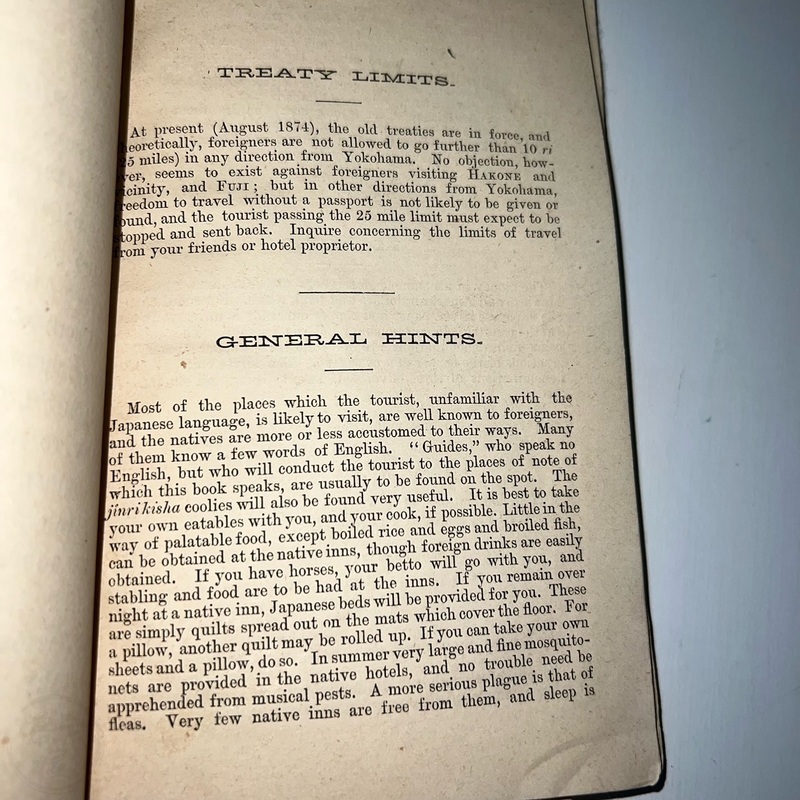 TREATY LIMITS.
At present (August 1874), the old treaties are in force, and
eoretically, foreigners are not allowed to go further than 10 ri
5 miles) in any direction from Yokohama. No objection, how-
er, seems to exist against foreigners visiting HAKONE and
icinity, and FUJI; but in other directions from Yokohama,
reedom to travel without a passport is not likely to be given or
ound, and the tourist passing the 25 mile limit must expect to be
topped and sent back. Inquire concerning the limits of travel
rom your friends or hotel proprietor.
GENERAL HINTS.
Most of the places which the tourist, unfamiliar with the
Japanese language, is likely to visit, are well known to foreigners,
and the natives are more or less accustomed to their ways. Many
of them know a few words of English. "Guides," who speak no
English, but who will conduct the tourist to the places of note of
which this book speaks, are usually to be found on the spot. The
jinrikisha coolies will also be found very useful. It is best to take
your own eatables with you, and your cook, if possible. Little in the
way of palatable food, except boiled rice and eggs and broiled fish,
can be obtained at the native inns, though foreign drinks are easily
obtained. If you have horses, your betto will go with you, and
stabling and food are to be had at the inns. If you remain over
night at a native inn, Japanese beds will be provided for you. These
are simply quilts spread out on the mats which cover the floor. For
a pillow, another quilt may be rolled up. If you can take your own
sheets and a pillow, do so. In summer very large and fine mosquito-
nets are provided in the native hotels, and no trouble need be
apprehended from musical pests. A more serious plague is that of
fleas. Very few native inns are free from them, and sleep is